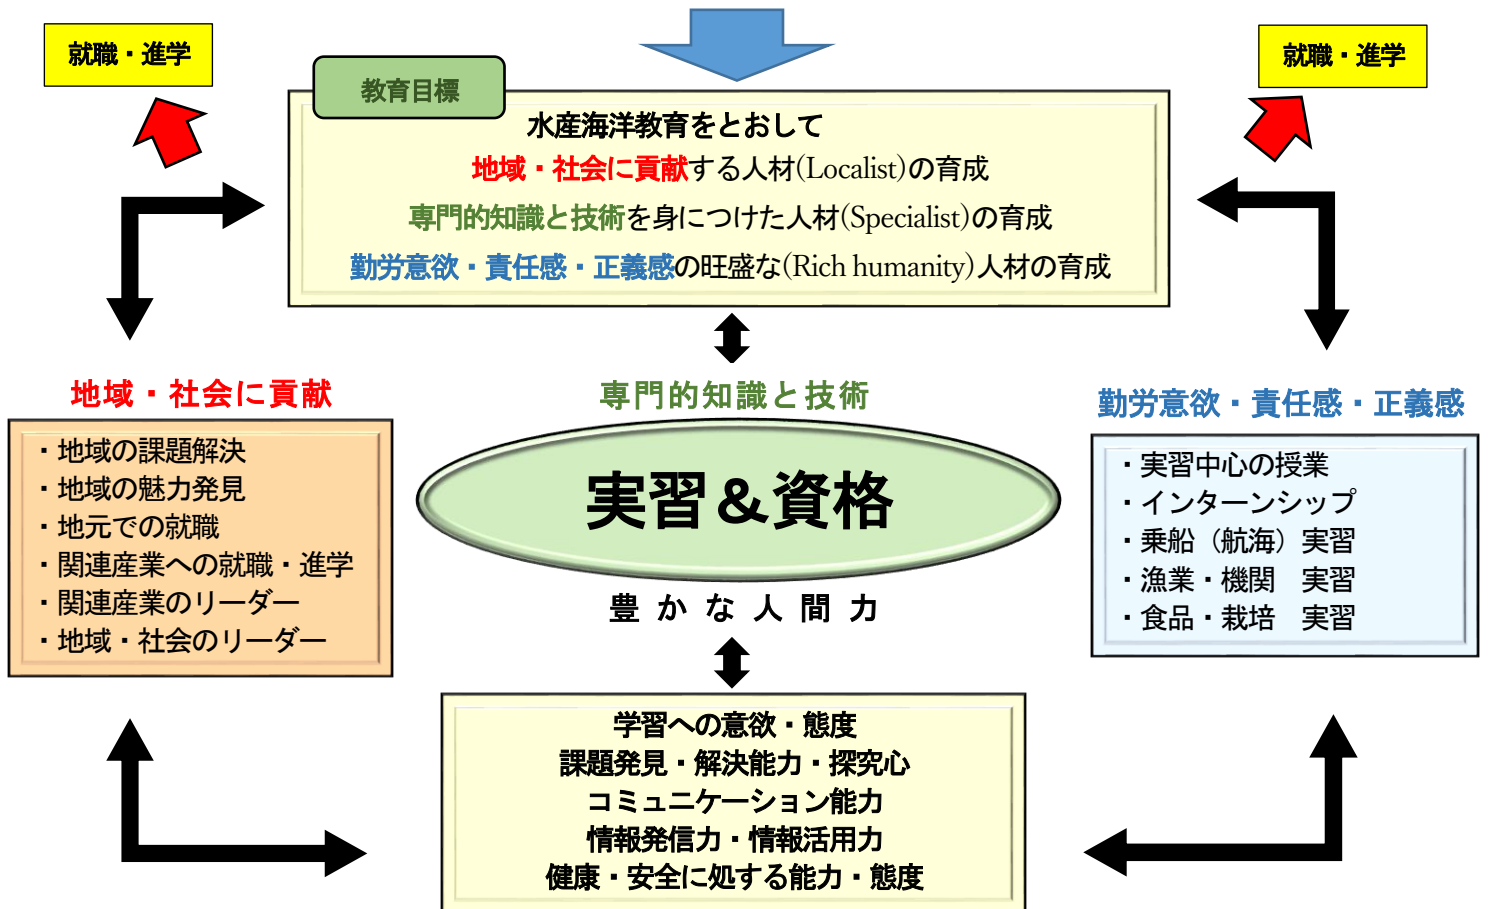 就職・進学
就職・進学
教育目標
水産海洋教育をとおして
地域・社会に貢献する人材(Localist)の育成
専門的知識と技術を身につけた人材(Specialist)の育成
勤労意欲・責任感・正義感の旺盛な(Rich humanity)人材の育成
地域・社会に貢献
・地域の課題解決
・地域の魅力発見
・地元での就職
・関連産業への就職・進学
・関連産業のリーダー
・地域・社会のリーダー
専門的知識と技術
実習＆資格
豊かな人間力
勤労意欲・責任感・正義感
・実習中心の授業
・インターンシップ
・乗船（航海）実習
・漁業・機関　実習
・食品・栽培　実習
学習への意欲・態度
課題発見・解決能力・探究心
コミュニケーション能力
情報発信力・情報活用力
健康・安全に処する能力・態度